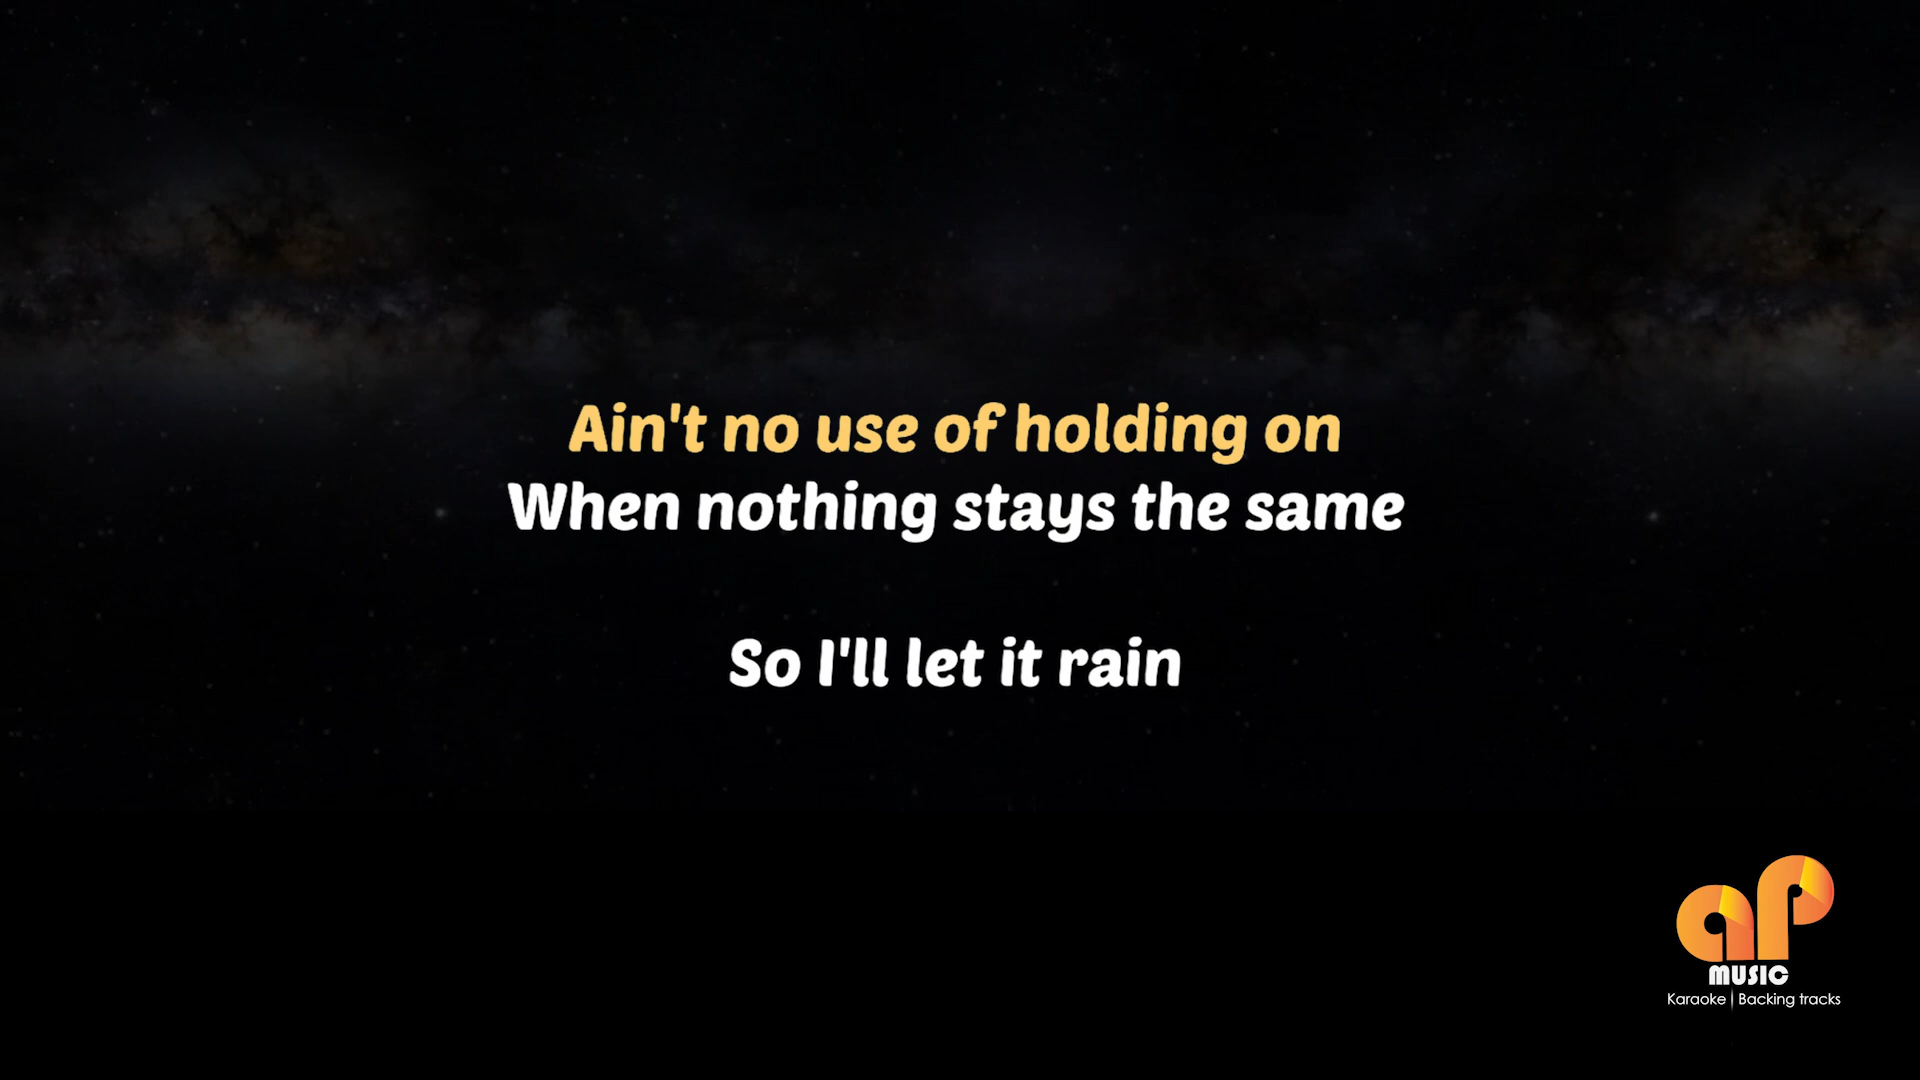 Ain't no use of holding on
When nothing stays the same
So I'll let it rain
ap
MUSIC
Karaoke | Backing tracks